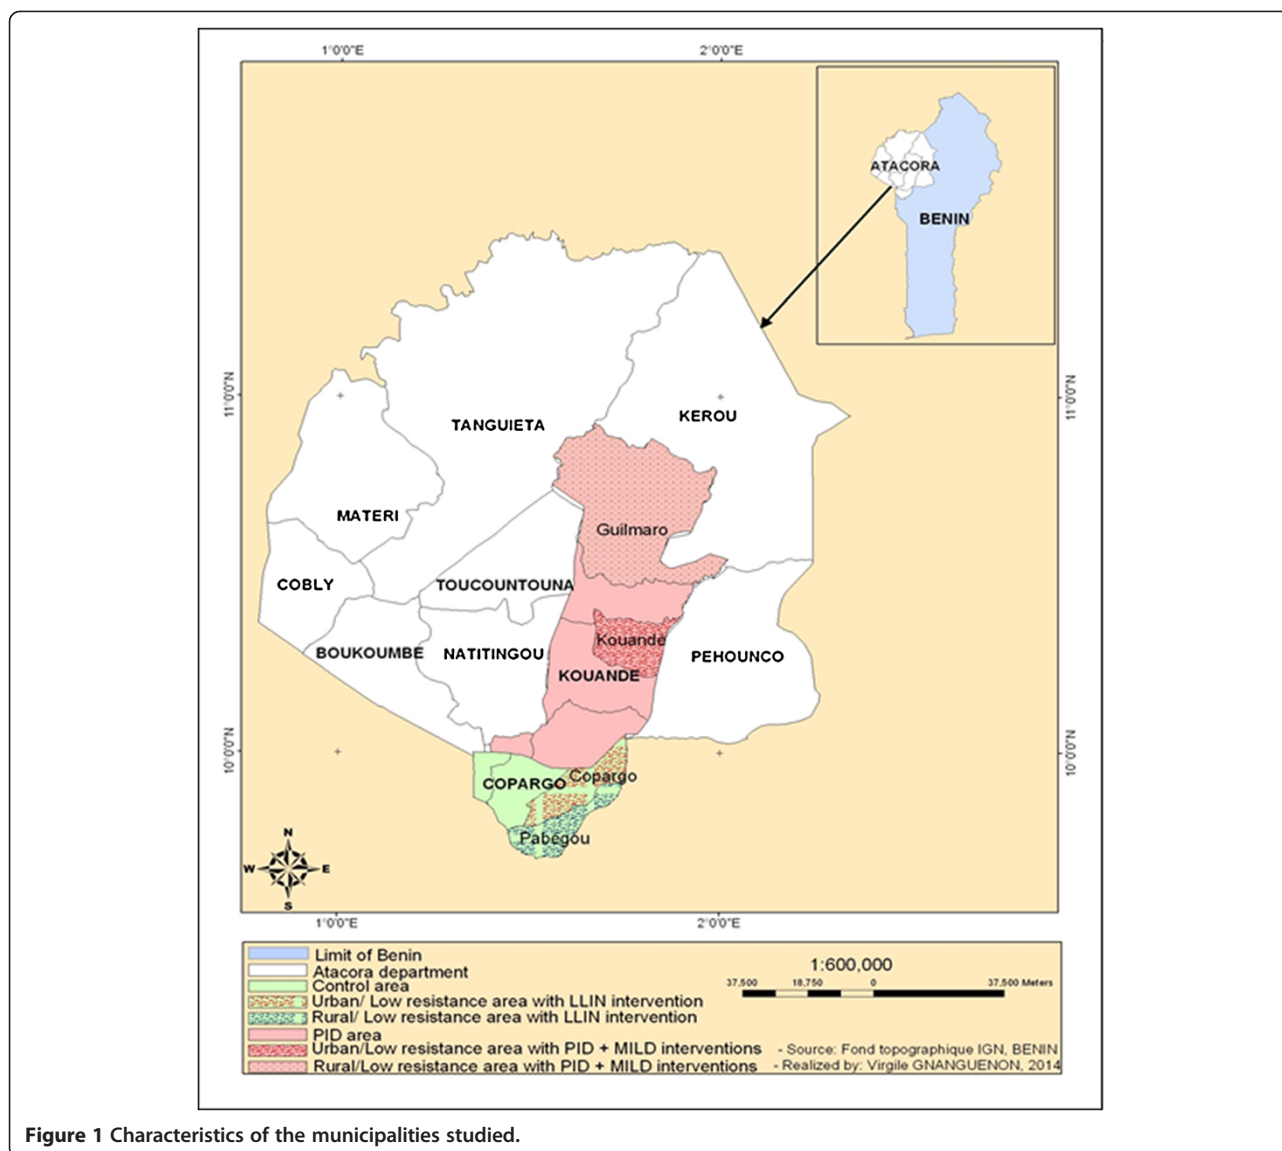 1°0'0"E
2°0'0"E
ATACORA
BENIN
11°0'0"N
11°0'0"N
KEROU
TANGUIETA
MATERI
Guilmaro
COBLY
TOUCOUNTOUNA
Kouande
BOUKOUMBE
NATITINGOU
PEHOUNCO
KOUANDE
10°0'0"N
10°0'0"N
Copargo
COPARGO
Pabégou
N
W
E
S
1°0'0"E
2°0'0"E
Limit of Benin
Atacora department
Control area
Urban/ Low resistance area with LLIN intervention
Rural/ Low resistance area with LLIN intervention
PID area
Urban/Low resistance area with PID + MILD interventions
Rural/Low resistance area with PID + MILD interventions
1:600,000
37,500 18,750 0 37,500 Meters
- Source: Fond topographique IGN, BENIN
- Realized by: Virgile GNANGUENON, 2014
Figure 1 Characteristics of the municipalities studied.